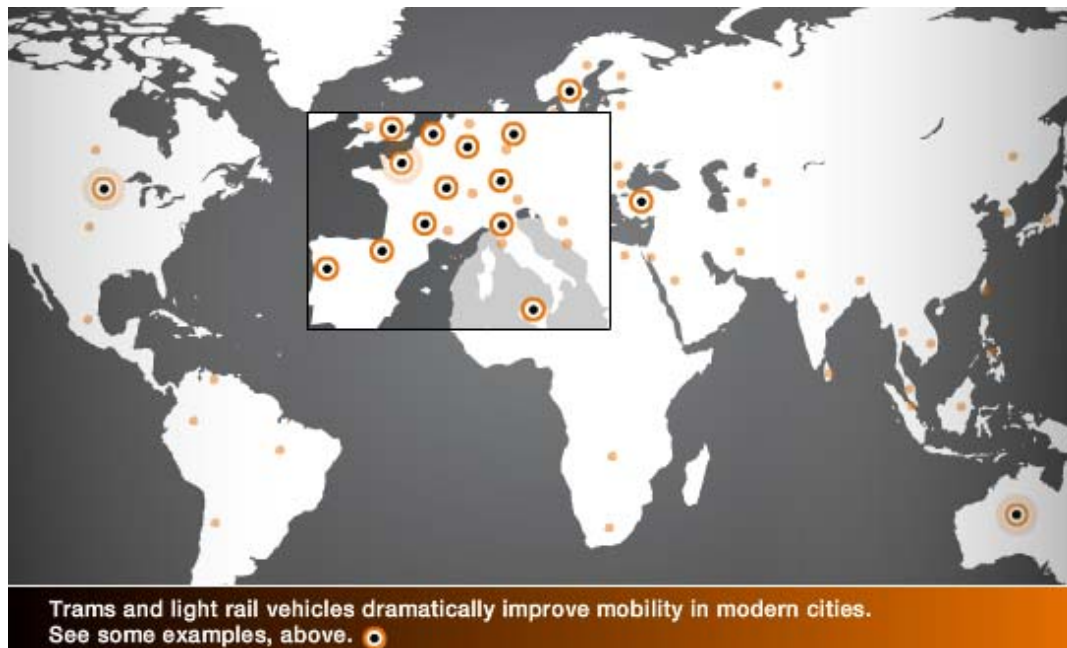 Trams and light rail vehicles dramatically improve mobility in modern cities.
See some examples, above.